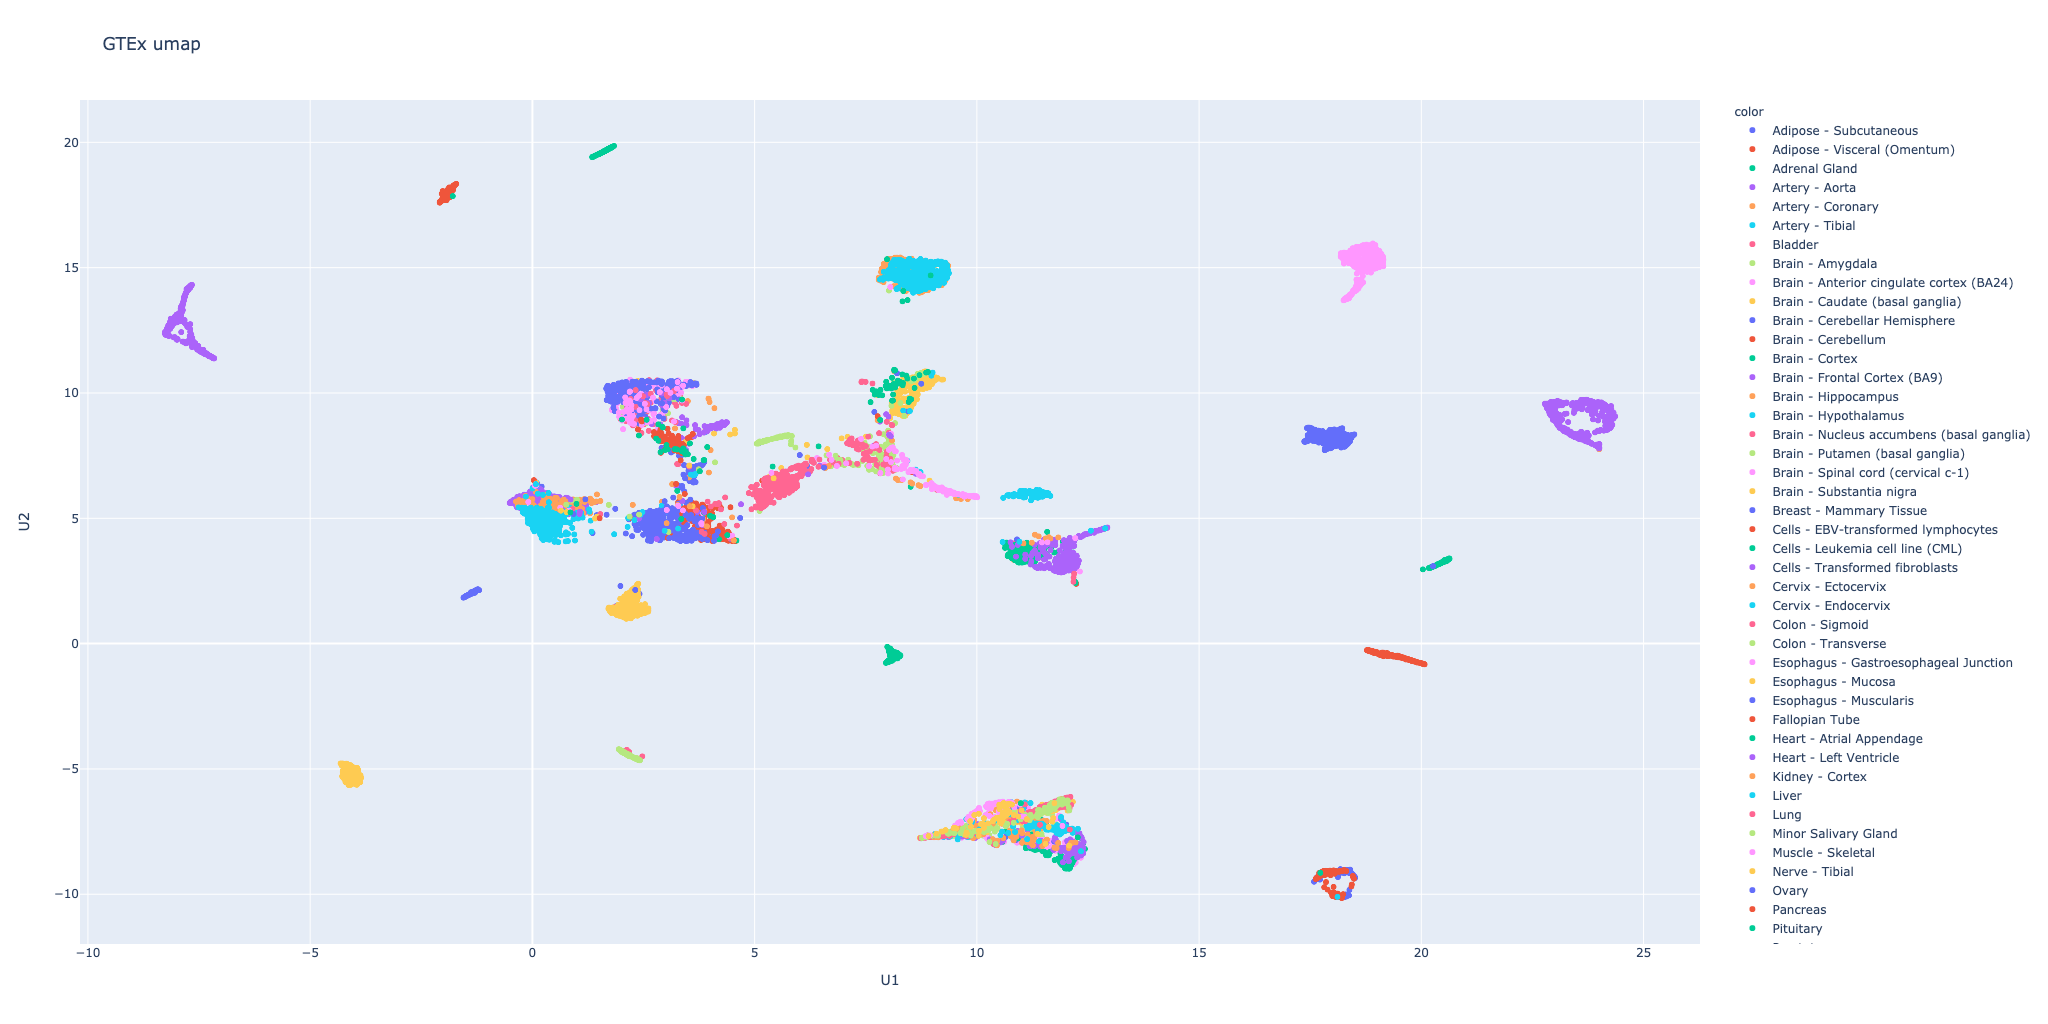 GTEx umap
color
Adipose - Subcutaneous
Adipose - Visceral (Omentum)
Adrenal Gland
Artery - Aorta
Artery - Coronary
Artery - Tibial
Bladder
Brain - Amygdala
Brain - Anterior cingulate cortex (BA24)
Brain - Caudate (basal ganglia)
Brain - Cerebellar Hemisphere
Brain - Cerebellum
Brain - Cortex
Brain - Frontal Cortex (BA9)
Brain - Hippocampus
Brain - Hypothalamus
Brain - Nucleus accumbens (basal ganglia)
Brain - Putamen (basal ganglia)
Brain - Spinal cord (cervical c-1)
Brain - Substantia nigra
Breast - Mammary Tissue
Cells - EBV-transformed lymphocytes
Cells - Leukemia cell line (CML)
Cells - Transformed fibroblasts
Cervix - Ectocervix
Cervix - Endocervix
Colon - Sigmoid
Colon - Transverse
Esophagus - Gastroesophageal Junction
Esophagus - Mucosa
Esophagus - Muscularis
Fallopian Tube
Heart - Atrial Appendage
Heart - Left Ventricle
Kidney - Cortex
Liver
Lung
Minor Salivary Gland
Muscle - Skeletal
Nerve - Tibial
Ovary
Pancreas
Pituitary
20
15
10
5
0
−5
−10
U2
−10
−5
0
5
10
15
20
25
U1